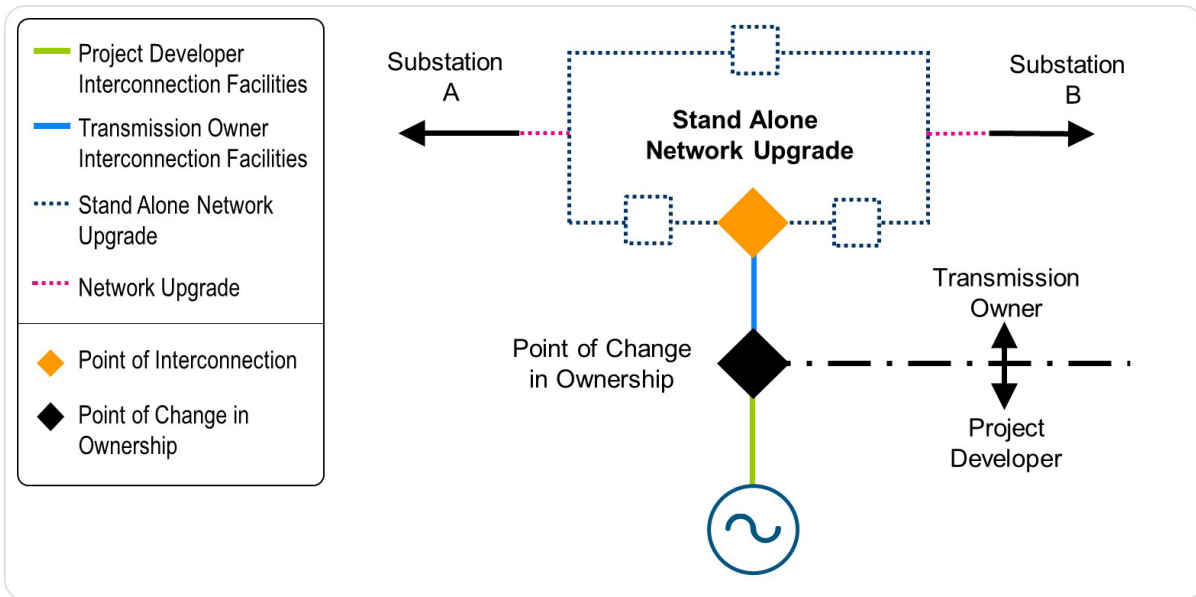 Project Developer
Interconnection Facilities
Transmission Owner
Interconnection Facilities
Stand Alone Network
Upgrade
Network Upgrade
Point of Interconnection
Point of Change in
Ownership
Substation
A
Substation
B
Stand Alone
Network Upgrade
Transmission
Owner
Point of Change
in Ownership
Project
Developer